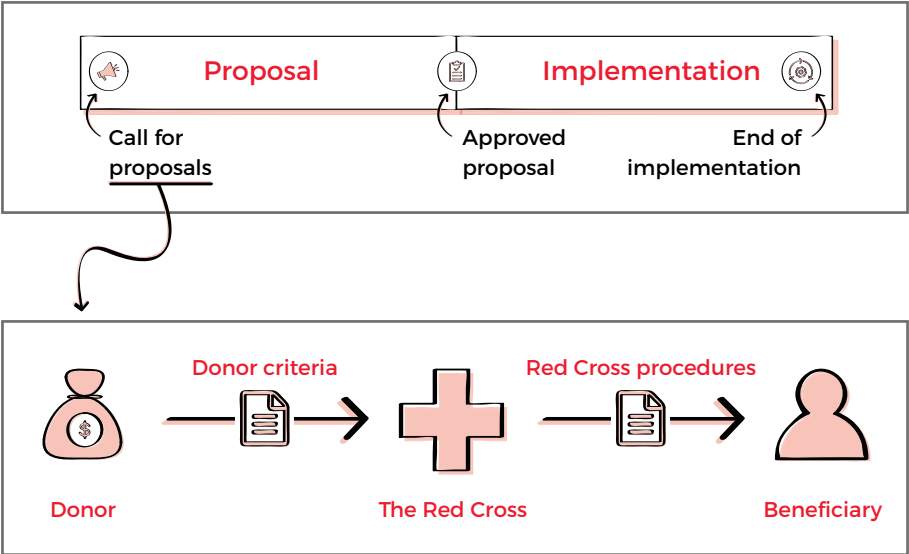 Proposal
Implementation
Call for
proposals
Approved
proposal
End of
implementation
Donor criteria
Red Cross procedures
$
Donor
The Red Cross
Beneficiary